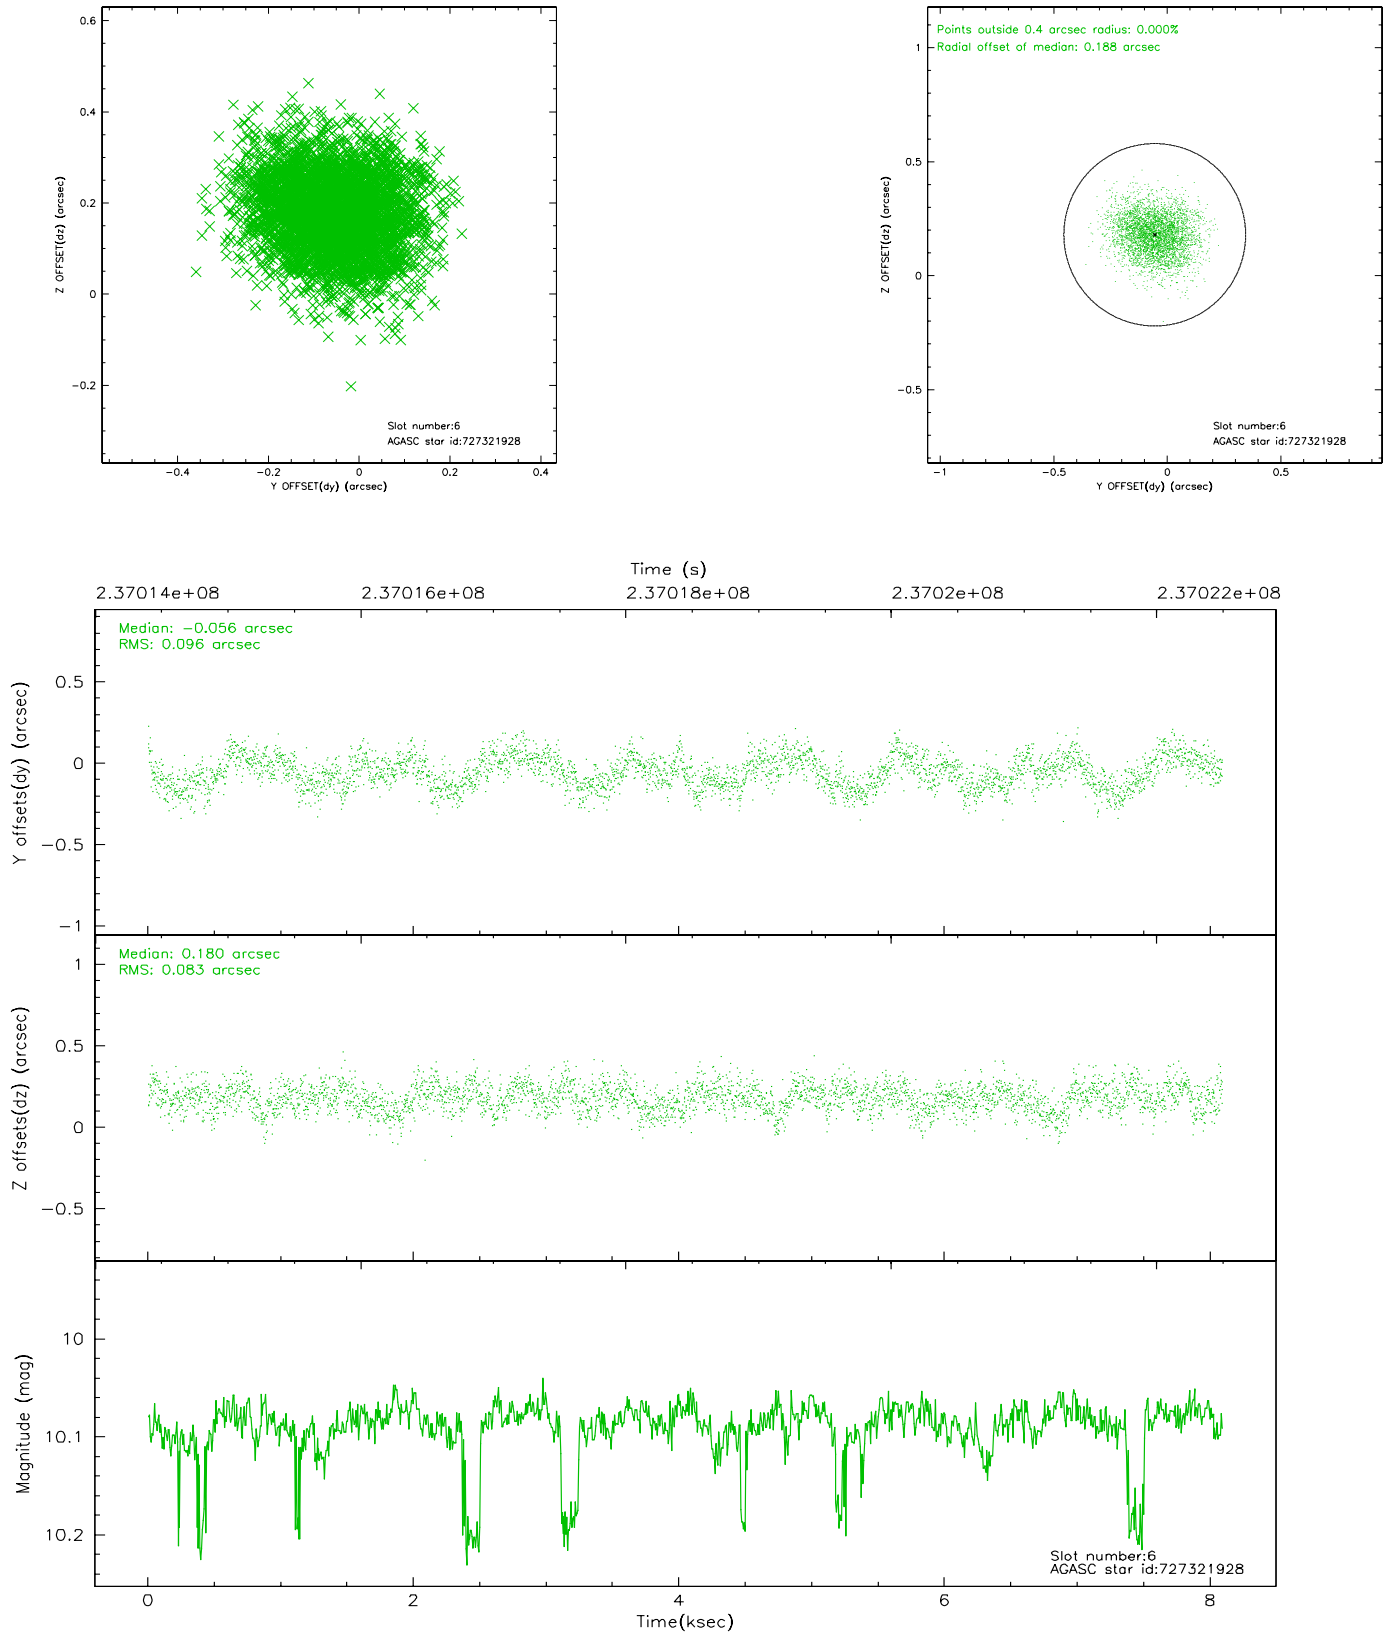 0.6
0.4
0.2
0
−0.2
Z OFFSET(dz) (arcsec)
Slot number:6
AGASC star id:727321928
−0.4 −0.2 0 0.2 0.4
Y OFFSET(dy) (arcsec)
Points outside 0.4 arcsec radius: 0.000%
Radial offset of median: 0.188 arcsec
1
0.5
0
−0.5
Z OFFSET(dz) (arcsec)
Slot number:6
AGASC star id:727321928
−1 −0.5 0 0.5
Y OFFSET(dy) (arcsec)
Time (s)
2.37014e+08 2.37016e+08 2.37018e+08 2.3702e+08 2.37022e+08
Median: −0.056 arcsec
RMS: 0.096 arcsec
0.5
0
−0.5
−1
Y offsets(dy) (arcsec)
Median: 0.180 arcsec
RMS: 0.083 arcsec
1
0.5
0
−0.5
Z offsets(dz) (arcsec)
10
10.1
10.2
Magnitude (mag)
Slot number:6
AGASC star id:727321928
0 2 4 6 8
Time(ksec)